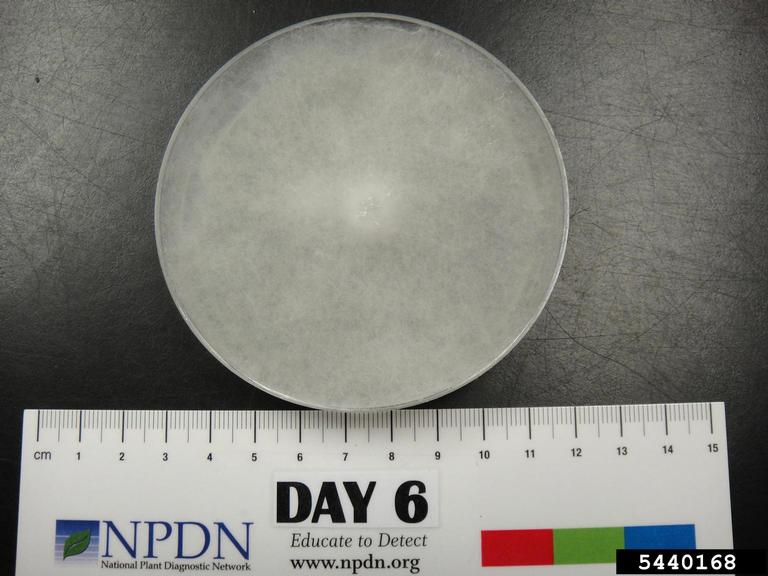 cm 1 2 3 4 5 6 7 8 9 10 11 12 13 14 15
DAY 6
NPDN
National Plant Diagnostic Network
Educate to Detect
www.npdn.org
5440168